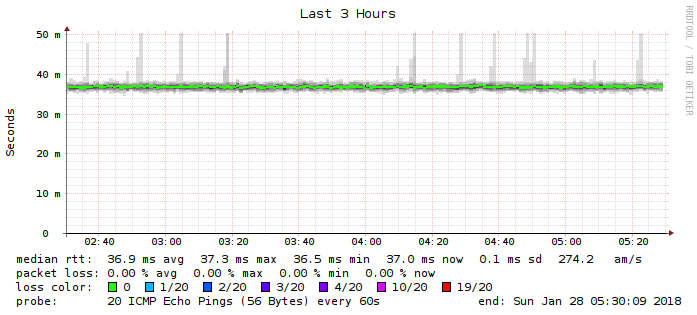 Last 3 Hours
RRDTOOL / TOBI OETIKER
Seconds
50 m
40 m
30 m
20 m
10 m
0
02:40 03:00 03:20 03:40 04:00 04:20 04:40 05:00 05:20
median rtt: 36.9 ms avg 37.3 ms max 36.5 ms min 37.0 ms now 0.1 ms sd 274.2 am/s
packet loss: 0.00 % avg 0.00 % max 0.00 % min 0.00 % now
loss color: 0 1/20 2/20 3/20 4/20 10/20 19/20
probe: 20 ICMP Echo Pings (56 Bytes) every 60s end: Sun Jan 28 05:30:09 2018